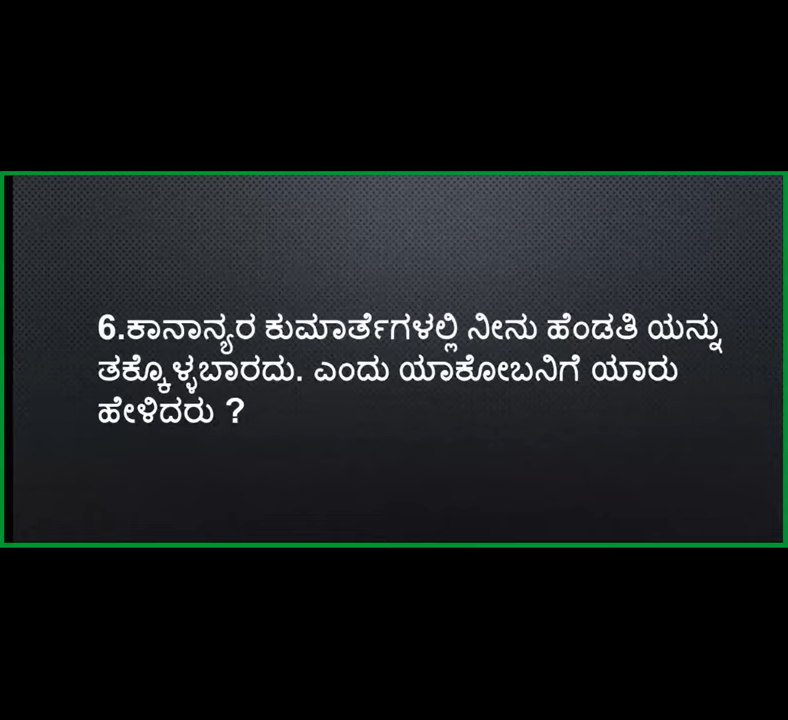 6.ಕಾನಾನ್ಯರ ಕುಮಾರ್ತೆಗಳಲ್ಲಿ ನೀನು ಹೆಂಡತಿ ಯನ್ನು
ತಕ್ಕೊಳ್ಳಬಾರದು. ಎಂದು ಯಾಕೋಬನಿಗೆ ಯಾರು
ಹೇಳಿದರು ?